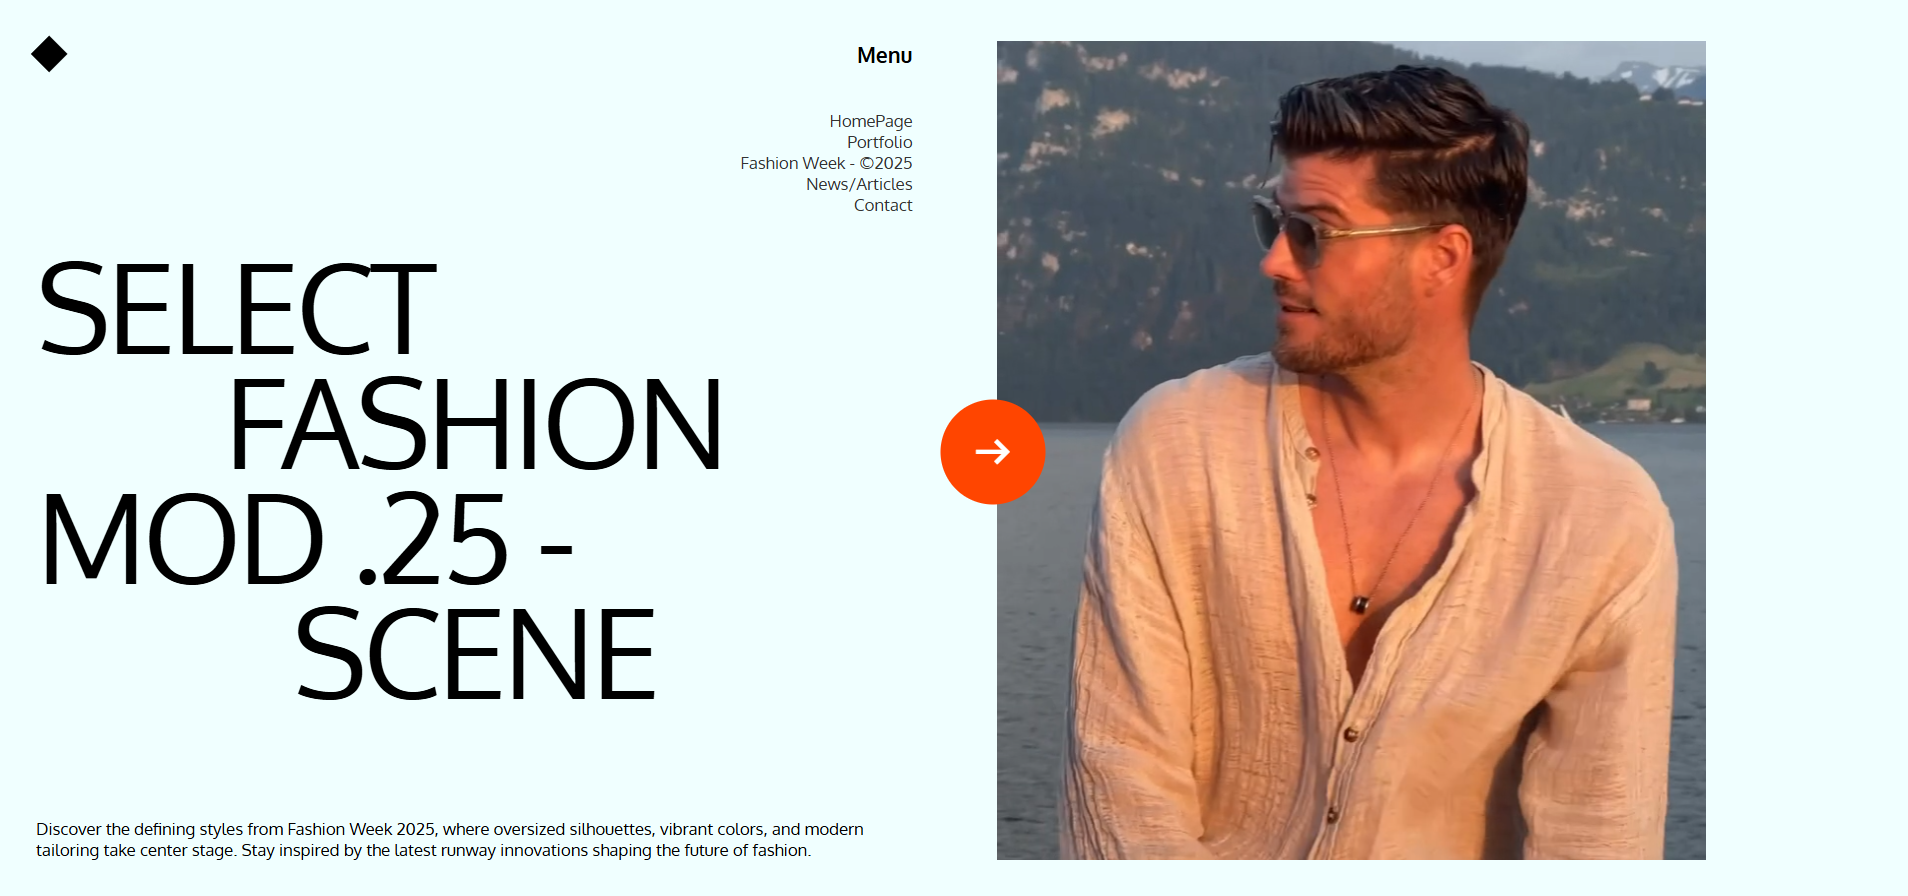 Menu
HomePage
Portfolio
Fashion Week - ©2025
News/Articles
Contact
SELECT
FASHION
MOD .25 -
SCENE
Discover the defining styles from Fashion Week 2025, where oversized silhouettes, vibrant colors, and modern
tailoring take center stage. Stay inspired by the latest runway innovations shaping the future of fashion.